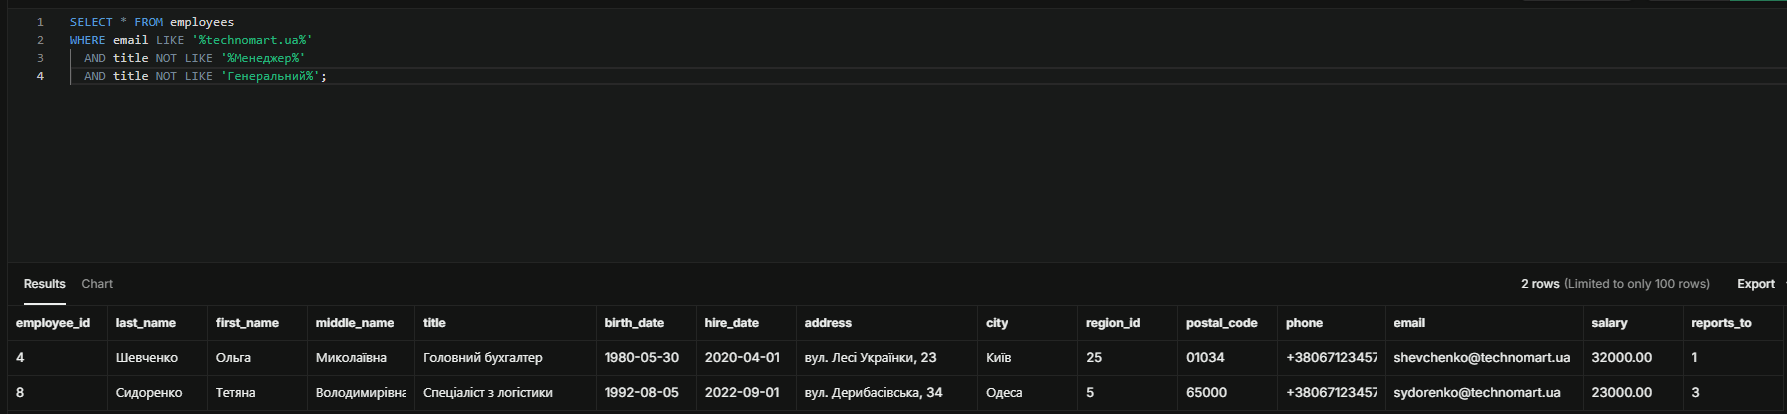 1 SELECT * FROM employees
2 WHERE email LIKE '%technomart.ua%'
3 AND title NOT LIKE '%Менеджер%'
4 AND title NOT LIKE 'Генеральний%';
Results Chart 2 rows (Limited to only 100 rows) Export
employee_id last_name first_name middle_name title birth_date hire_date address city region_id postal_code phone email salary reports_to
4 Шевченко Ольга Миколаївна Головний бухгалтер 1980-05-30 2020-04-01 вул. Лесі Українки, 23 Київ 25 01034 +38067123457 shevchenko@technomart.ua 32000.00 1
8 Сидоренко Тетяна Володимирівна Спеціаліст з логістики 1992-08-05 2022-09-01 вул. Дерибасівська, 34 Одеса 5 65000 +38067123457 sydorenko@technomart.ua 23000.00 3